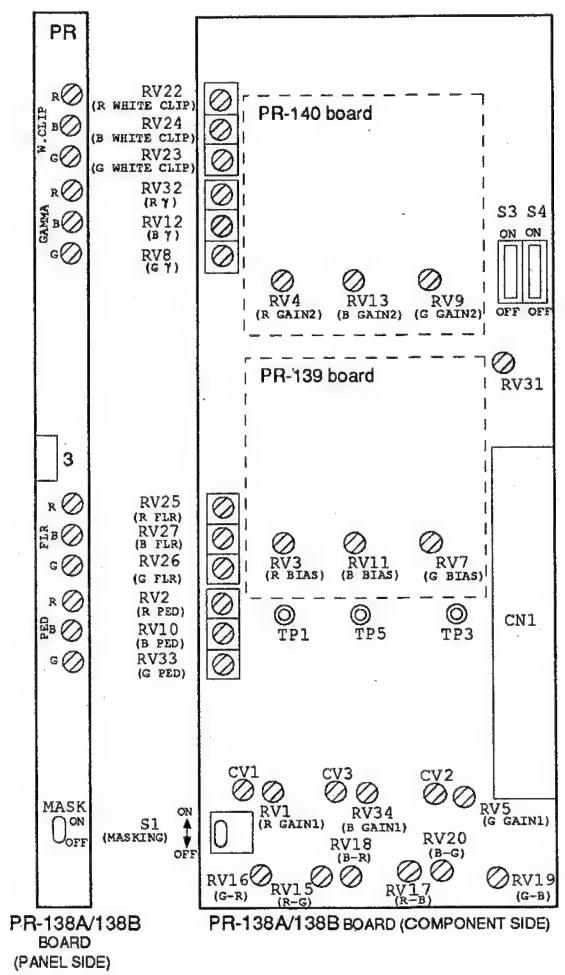 PR
R
B
G
W.CLIP
R
B
G
GAMMA
3
R
B
G
FLR
R
B
G
PED
MASK
ON
OFF
PR-138A/138B
BOARD
(PANEL SIDE)
RV22
(R WHITE CLIP)
RV24
(B WHITE CLIP)
RV23
(G WHITE CLIP)
RV32
(R γ)
RV12
(B γ)
RV8
(G γ)
RV25
(R FLR)
RV27
(B FLR)
RV26
(G FLR)
RV2
(R PED)
RV10
(B PED)
RV33
(G PED)
S1
(MASKING)
ON
OFF
PR-140 board
RV4
(R GAIN2)
RV13
(B GAIN2)
RV9
(G GAIN2)
S3 S4
ON ON
OFF OFF
RV31
PR-139 board
RV3
(R BIAS)
RV11
(B BIAS)
RV7
(G BIAS)
TP1
TP5
TP3
CN1
CV1
RV1
(R GAIN1)
CV3
RV34
(B GAIN1)
CV2
RV5
(G GAIN1)
RV18
(B-R)
RV20
(B-G)
RV16
(G-R)
RV15
(R-G)
RV17
(R-B)
RV19
(G-B)
PR-138A/138B BOARD (COMPONENT SIDE)